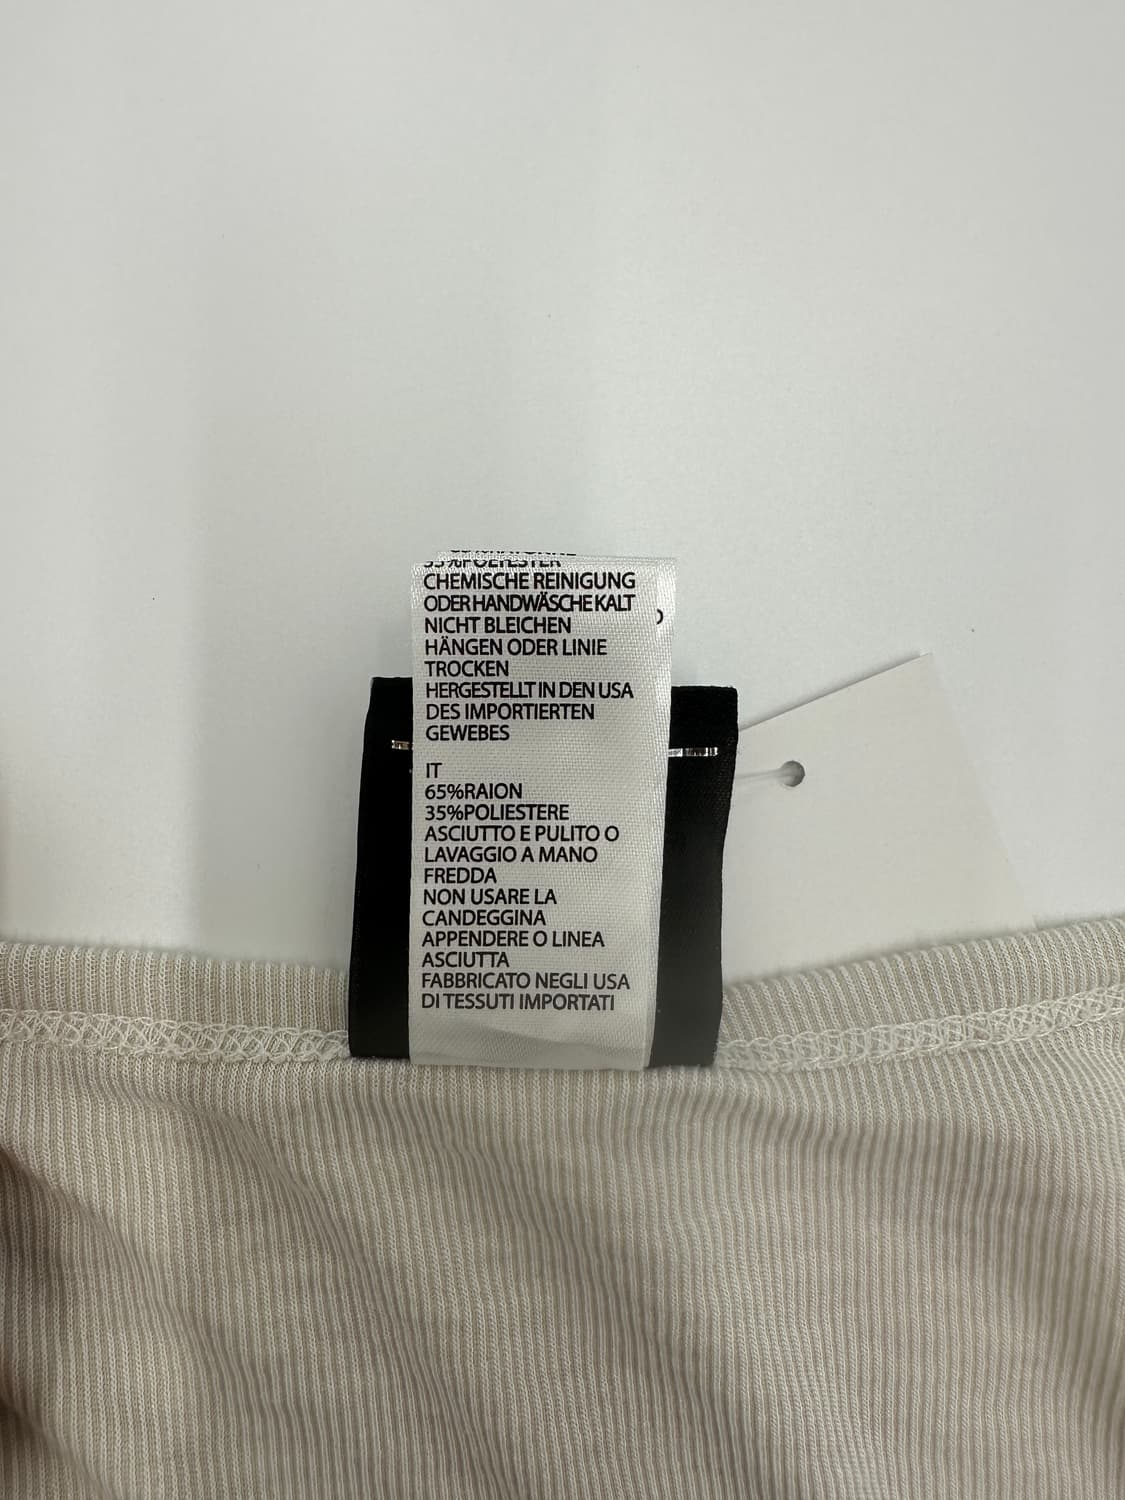 35%POLYESTER
CHEMISCHE REINIGUNG
ODER HANDWÄSCHE KALT
NICHT BLEICHEN
HÄNGEN ODER LINIE
TROCKEN
HERGESTELLT IN DEN USA
DES IMPORTIERTEN
GEWEBES
IT
65%RAION
35%POLIESTERE
ASCIUTTO E PULITO O
LAVAGGIO A MANO
FREDDA
NON USARE LA
CANDEGGINA
APPENDERE O LINEA
ASCIUTTA
FABBRICATO NEGLI USA
DI TESSUTI IMPORTATI